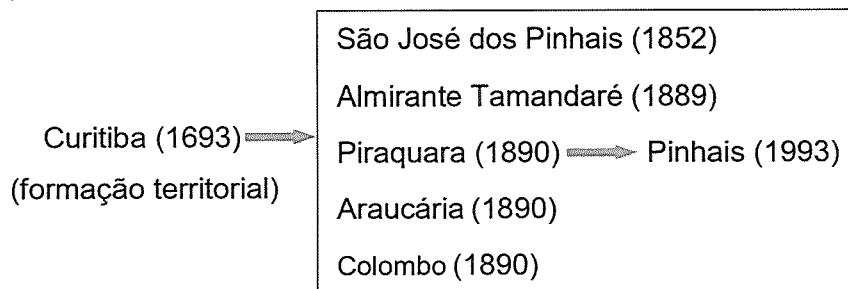 São José dos Pinhais (1852)
Almirante Tamandaré (1889)
Curitiba (1693)
Piraquara (1890)
Pinhais (1993)
(formação territorial)
Araucária (1890)
Colombo (1890)